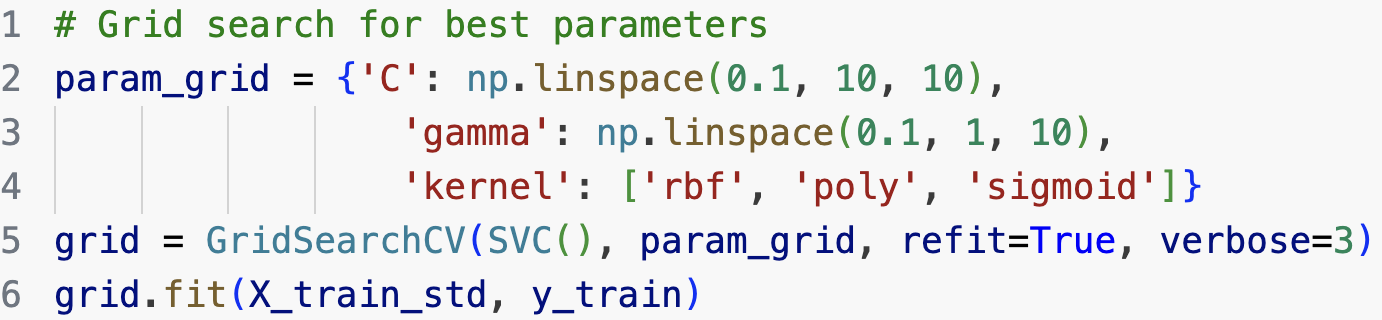 1 # Grid search for best parameters
2 param_grid = {'C': np.linspace(0.1, 10, 10),
3 'gamma': np.linspace(0.1, 1, 10),
4 'kernel': ['rbf', 'poly', 'sigmoid']}
5 grid = GridSearchCV(SVC(), param_grid, refit=True, verbose=3)
6 grid.fit(X_train_std, y_train)